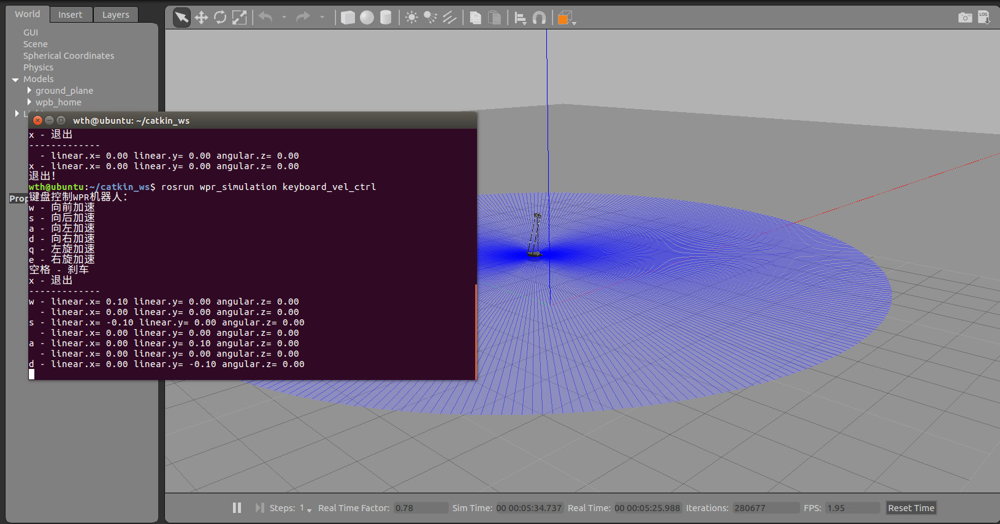 World Insert Layers
LOG
GUI
Scene
Spherical Coordinates
Physics
Models
ground_plane
wpb_home
wth@ubuntu: ~/catkin_ws
x - 退出
-------------
  - linear.x= 0.00 linear.y= 0.00 angular.z= 0.00
x - linear.x= 0.00 linear.y= 0.00 angular.z= 0.00
退出!
wth@ubuntu:~/catkin_ws$ rosrun wpr_simulation keyboard_vel_ctrl
键盘控制WPR机器人:
w - 向前加速
s - 向后加速
a - 向左加速
d - 向右加速
q - 左旋加速
e - 右旋加速
空格 - 刹车
x - 退出
-------------
w - linear.x= 0.10 linear.y= 0.00 angular.z= 0.00
  - linear.x= 0.00 linear.y= 0.00 angular.z= 0.00
s - linear.x= -0.10 linear.y= 0.00 angular.z= 0.00
  - linear.x= 0.00 linear.y= 0.00 angular.z= 0.00
a - linear.x= 0.00 linear.y= 0.10 angular.z= 0.00
  - linear.x= 0.00 linear.y= 0.00 angular.z= 0.00
d - linear.x= 0.00 linear.y= -0.10 angular.z= 0.00
Steps: 1 Real Time Factor: 0.78 Sim Time: 00 00:05:34.737 Real Time: 00 00:05:25.988 Iterations: 280677 FPS: 1.95 Reset Time